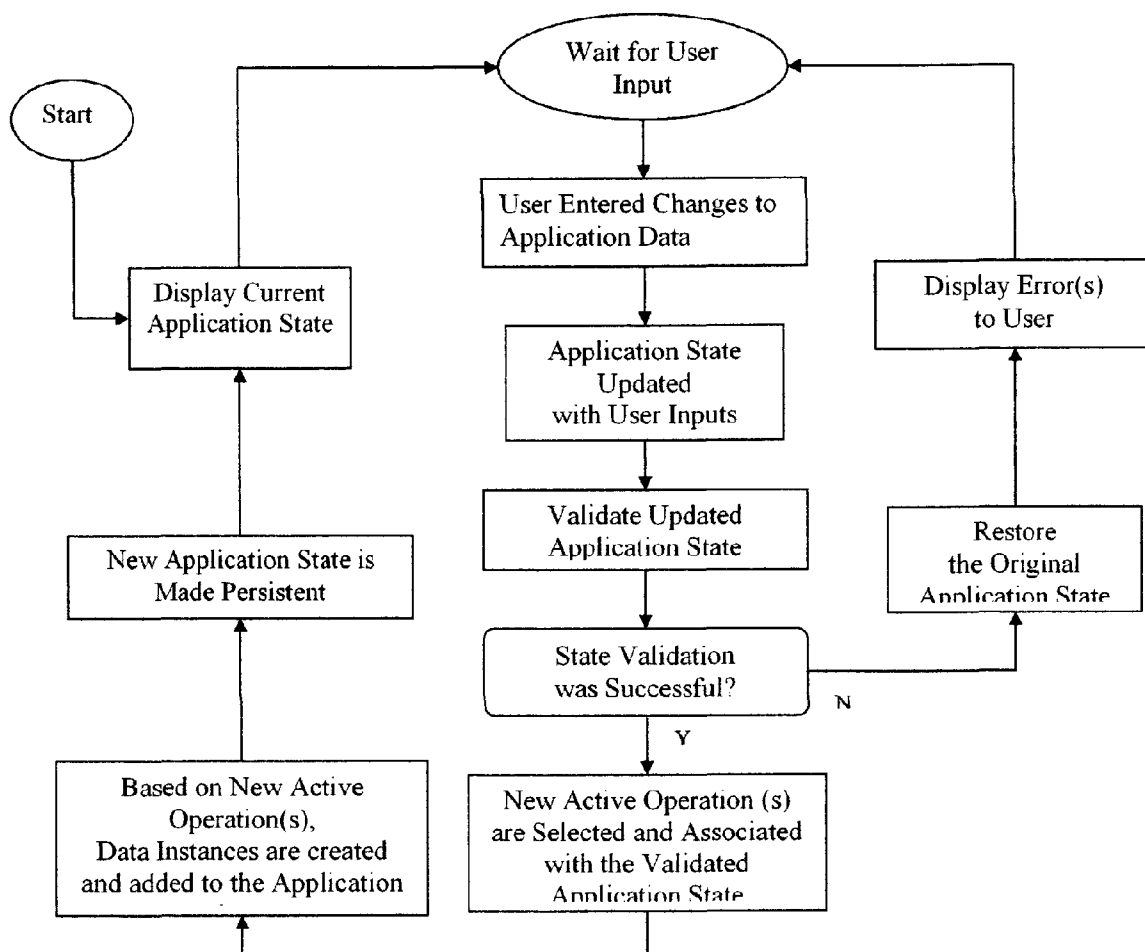 Wait for User
Input
Start
User Entered Changes to
Application Data
Display Current
Application State
Display Error(s)
to User
Application State
Updated
with User Inputs
Validate Updated
Application State
New Application State is
Made Persistent
Restore
the Original
Application State
State Validation
was Successful?
N
Y
Based on New Active
Operation(s),
Data Instances are created
and added to the Application
New Active Operation (s)
are Selected and Associated
with the Validated
Application State